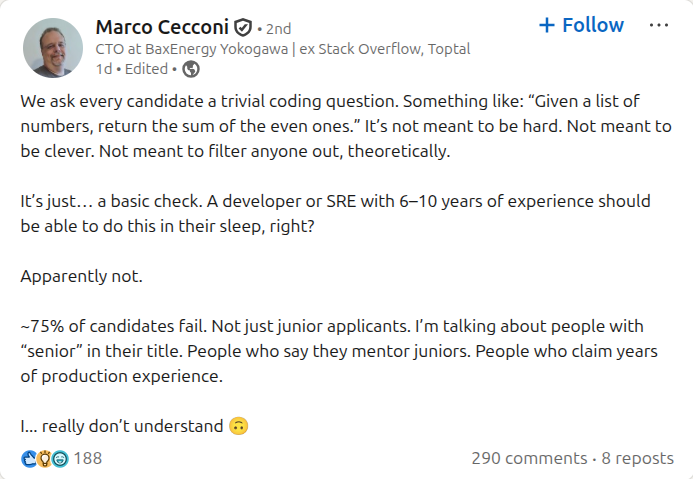 Marco Cecconi • 2nd
+ Follow ...
CTO at BaxEnergy Yokogawa | ex Stack Overflow, Toptal
1d • Edited •
We ask every candidate a trivial coding question. Something like: “Given a list of
numbers, return the sum of the even ones.” It’s not meant to be hard. Not meant to
be clever. Not meant to filter anyone out, theoretically.
It’s just… a basic check. A developer or SRE with 6–10 years of experience should
be able to do this in their sleep, right?
Apparently not.
~75% of candidates fail. Not just junior applicants. I’m talking about people with
“senior” in their title. People who say they mentor juniors. People who claim years
of production experience.
I... really don’t understand 🙃
188
290 comments · 8 reposts